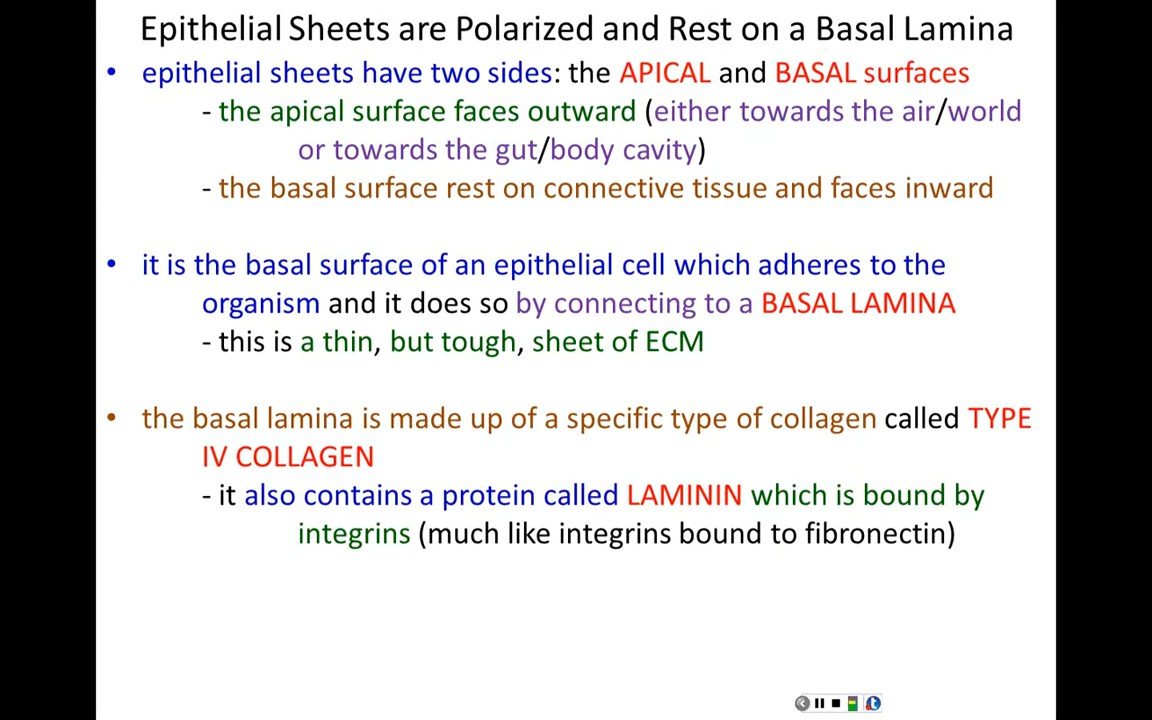 Epithelial Sheets are Polarized and Rest on a Basal Lamina
• epithelial sheets have two sides: the APICAL and BASAL surfaces
- the apical surface faces outward (either towards the air/world
or towards the gut/body cavity)
- the basal surface rest on connective tissue and faces inward
• it is the basal surface of an epithelial cell which adheres to the
organism and it does so by connecting to a BASAL LAMINA
- this is a thin, but tough, sheet of ECM
• the basal lamina is made up of a specific type of collagen called TYPE
IV COLLAGEN
- it also contains a protein called LAMININ which is bound by
integrins (much like integrins bound to fibronectin)